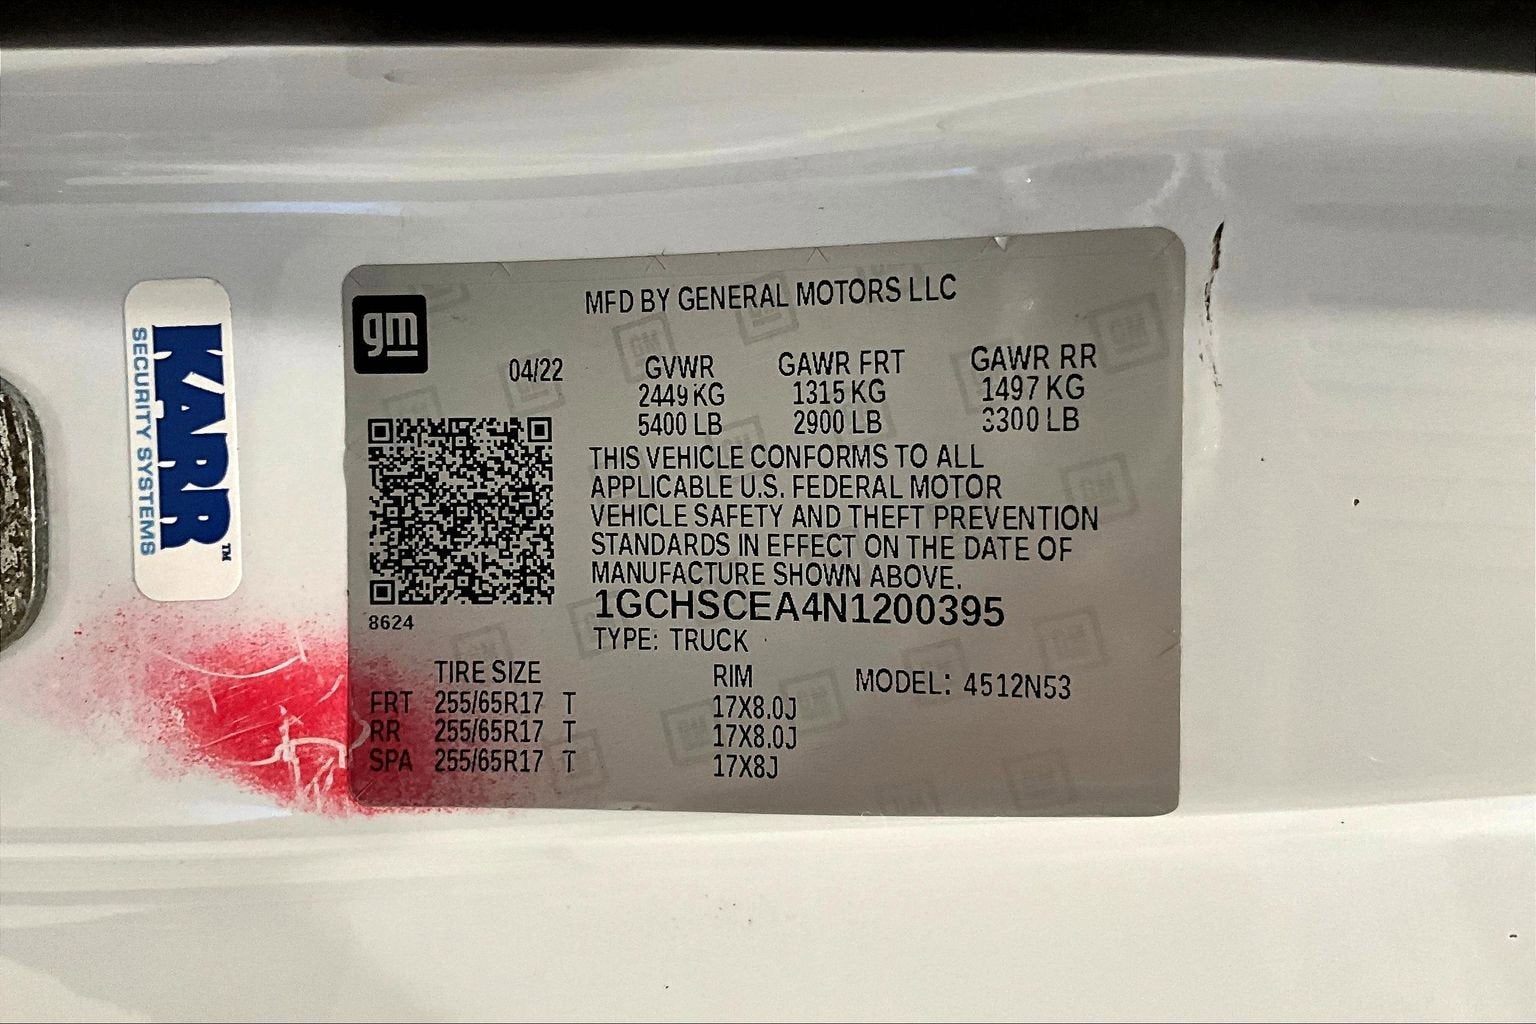 KARR™
SECURITY SYSTEMS
gm
MFD BY GENERAL MOTORS LLC
04/22 GVWR GAWR FRT GAWR RR
2449 KG 1315 KG 1497 KG
5400 LB 2900 LB 3300 LB
THIS VEHICLE CONFORMS TO ALL
APPLICABLE U.S. FEDERAL MOTOR
VEHICLE SAFETY AND THEFT PREVENTION
STANDARDS IN EFFECT ON THE DATE OF
MANUFACTURE SHOWN ABOVE.
8624
1GCHSCEA4N1200395
TYPE: TRUCK
TIRE SIZE RIM MODEL: 4512N53
FRT 255/65R17 T 17X8.0J
RR 255/65R17 T 17X8.0J
SPA 255/65R17 T 17X8J